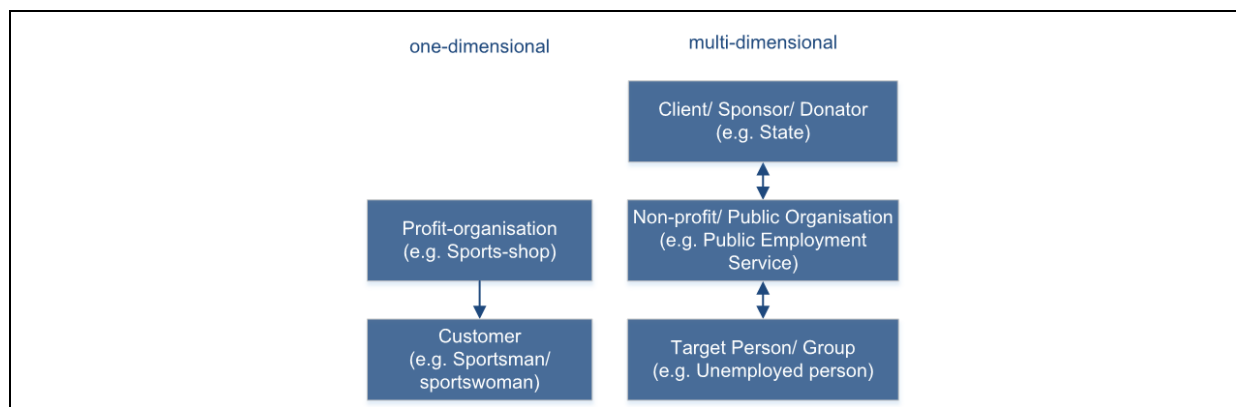 one-dimensional
multi-dimensional
Client/ Sponsor/ Donator
(e.g. State)
Profit-organisation
(e.g. Sports-shop)
Non-profit/ Public Organisation
(e.g. Public Employment
Service)
Customer
(e.g. Sportsman/
sportswoman)
Target Person/ Group
(e.g. Unemployed person)